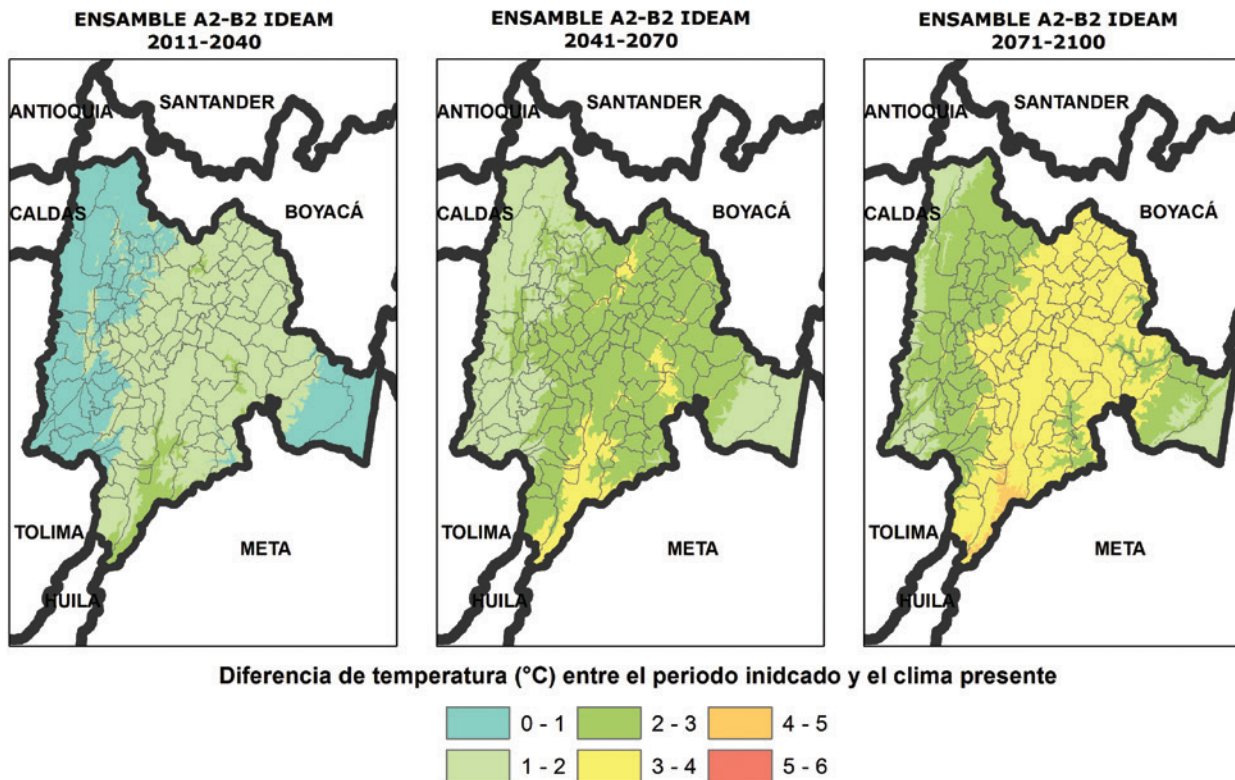 ENSAMBLE A2-B2 IDEAM
2011-2040
ENSAMBLE A2-B2 IDEAM
2041-2070
ENSAMBLE A2-B2 IDEAM
2071-2100
ANTIOQUIA
SANTANDER
CALDAS
BOYACÁ
TOLIMA
META
HUILA
ANTIOQUIA
SANTANDER
CALDAS
BOYACÁ
TOLIMA
META
HUILA
ANTIOQUIA
SANTANDER
CALDAS
BOYACÁ
TOLIMA
META
HUILA
Diferencia de temperatura (°C) entre el periodo inidcado y el clima presente
0 - 1
2 - 3
4 - 5
1 - 2
3 - 4
5 - 6